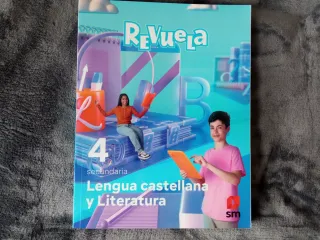 REVUELA
4
secundaria
Lengua castellana
y Literatura
sm